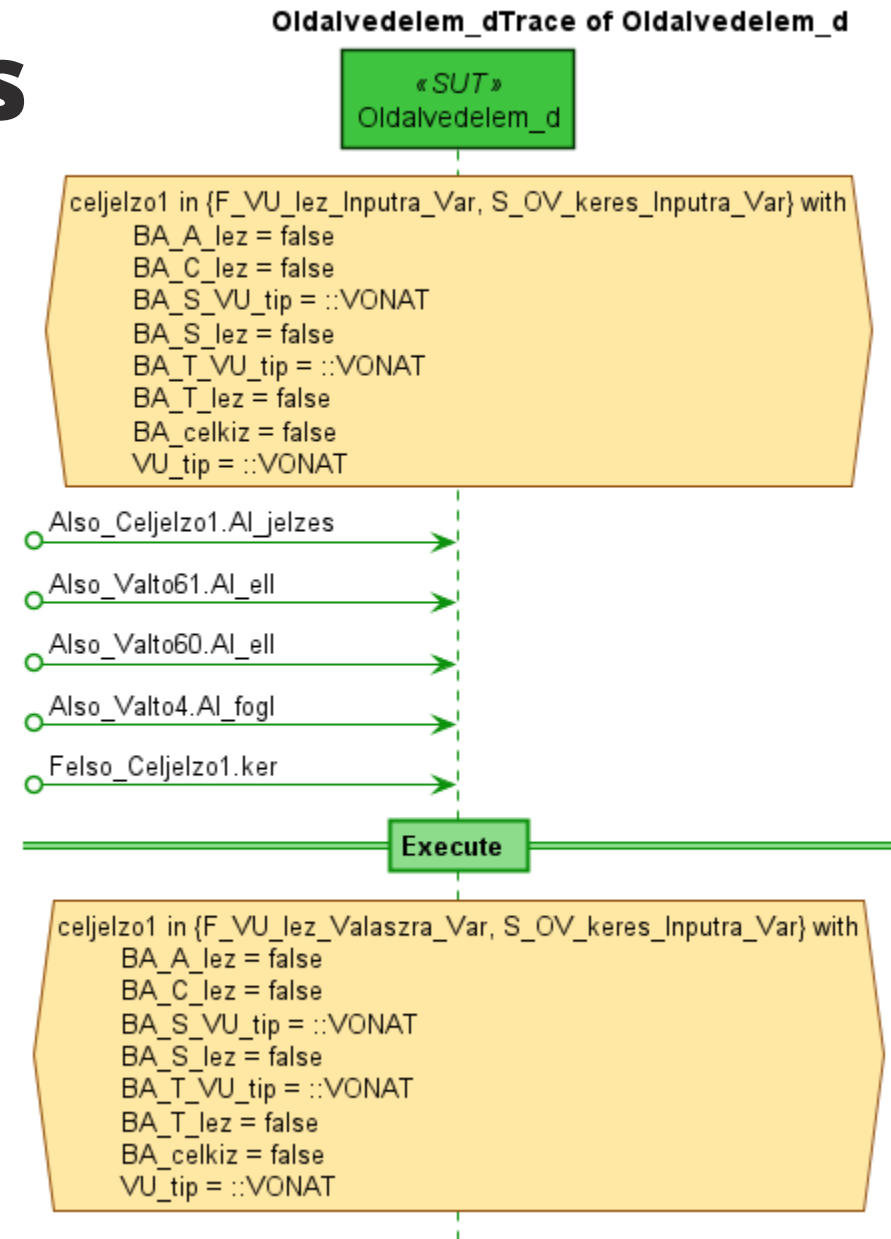 Oldalvedelem_dTrace of Oldalvedelem_d
s
«SUT»
Oldalvedelem_d
celjelzo1 in {F_VU_lez_Inputra_Var, S_OV_keres_Inputra_Var} with
BA_A_lez = false
BA_C_lez = false
BA_S_VU_tip = ::VONAT
BA_S_lez = false
BA_T_VU_tip = ::VONAT
BA_T_lez = false
BA_celkiz = false
VU_tip = ::VONAT
Also_Celjelzo1.Al_jelzes
Also_Valto61.Al_ell
Also_Valto60.Al_ell
Also_Valto4.Al_fogl
Felso_Celjelzo1.ker
Execute
celjelzo1 in {F_VU_lez_Valaszra_Var, S_OV_keres_Inputra_Var} with
BA_A_lez = false
BA_C_lez = false
BA_S_VU_tip = ::VONAT
BA_S_lez = false
BA_T_VU_tip = ::VONAT
BA_T_lez = false
BA_celkiz = false
VU_tip = ::VONAT